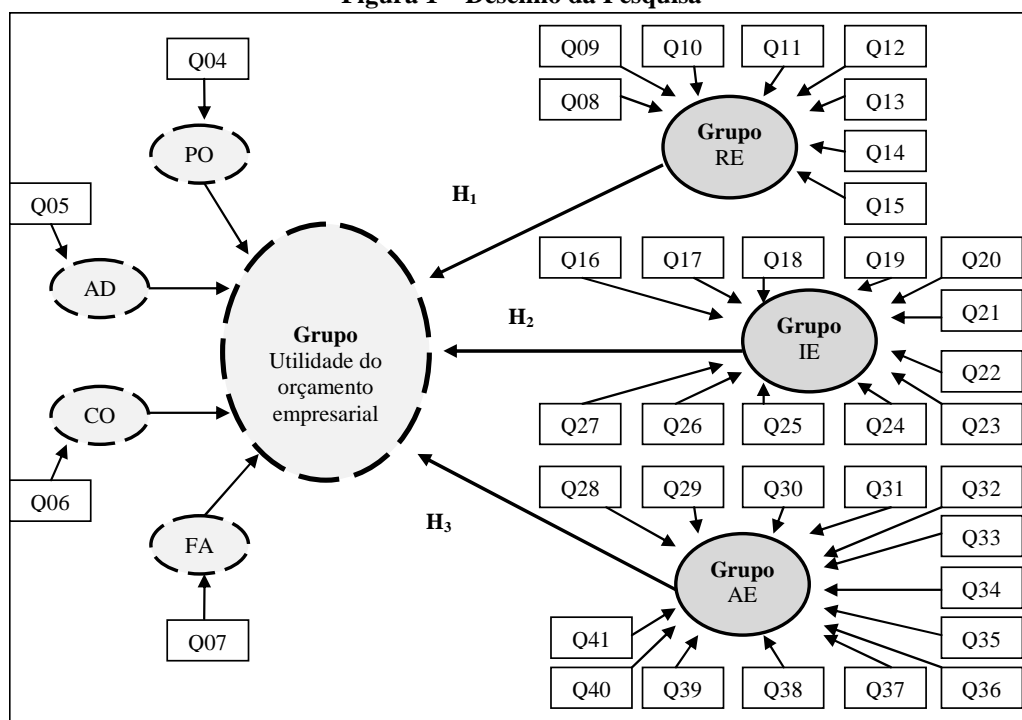 Figura 1 – Desenho da Pesquisa
Q04
PO
Q05
AD
CO
Q06
FA
Q07
Grupo
Utilidade do
orçamento
empresarial
H1
H2
H3
Q09
Q10
Q11
Q12
Q08
Q13
Q14
Q15
Grupo
RE
Q16
Q17
Q18
Q19
Q20
Q21
Grupo
IE
Q22
Q27
Q26
Q25
Q24
Q23
Q28
Q29
Q30
Q31
Q32
Q33
Grupo
AE
Q34
Q41
Q35
Q40
Q39
Q38
Q37
Q36